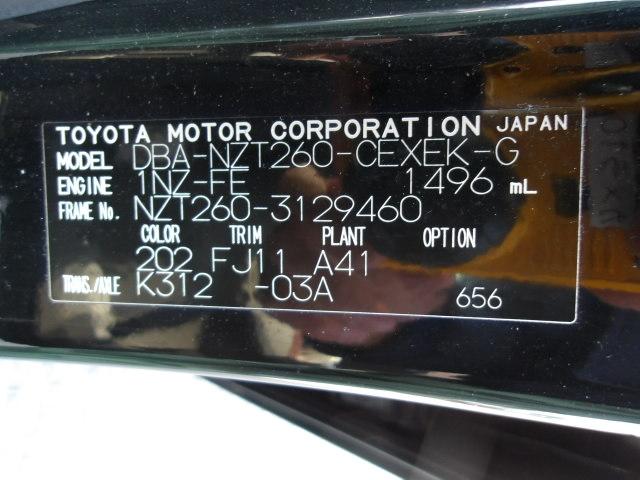 TOYOTA MOTOR CORPORATION JAPAN
MODEL DBA-NZT260-CEXEK-G
ENGINE 1NZ-FE 1496 mL
FRAME No. NZT260-3129460
COLOR TRIM PLANT OPTION
202 FJ11 A41
TRANS./AXLE K312 -03A
656